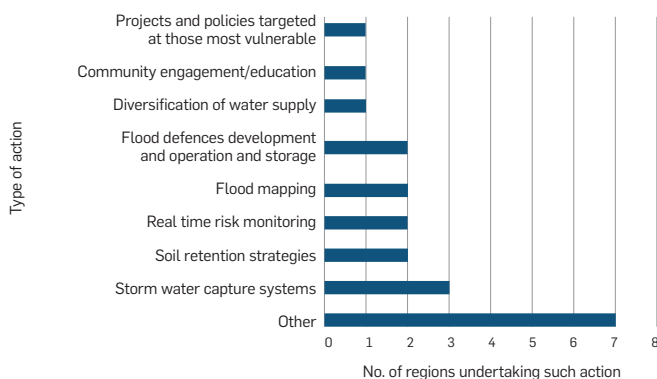 Projects and policies targeted
at those most vulnerable
Community engagement/education
Diversification of water supply
Flood defences development
and operation and storage
Flood mapping
Real time risk monitoring
Soil retention strategies
Storm water capture systems
Other
Type of action
0 1 2 3 4 5 6 7 8
No. of regions undertaking such action